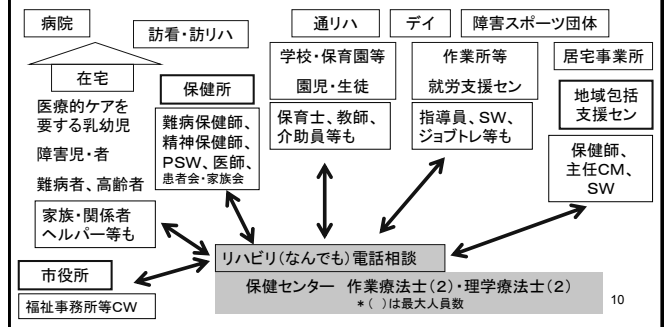 病院
訪看・訪リハ
通リハ
デイ
障害スポーツ団体
在宅
医療的ケアを
要する乳幼児
障害児・者
難病者、高齢者
家族・関係者
ヘルパー等も
保健所
難病保健師、
精神保健師、
PSW、医師、
患者会・家族会
学校・保育園等
園児・生徒
保育士、教師、
介助員等も
作業所等
就労支援セン
指導員、SW、
ジョブトレ等も
居宅事業所
地域包括
支援セン
保健師、
主任CM、
SW
市役所
福祉事務所等CW
リハビリ(なんでも)電話相談
保健センター 作業療法士(2)・理学療法士(2)
*( )は最大人員数
10